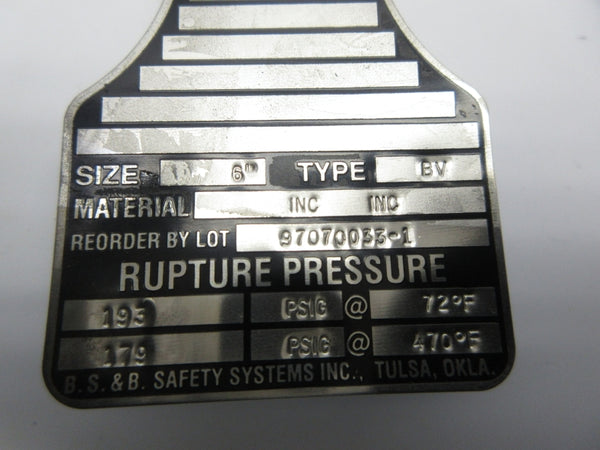 SIZE 6" TYPE BV
MATERIAL INC INC
REORDER BY LOT 97070033-1
RUPTURE PRESSURE
193 PSIG @ 72°F
179 PSIG @ 470°F
B.S.&B. SAFETY SYSTEMS INC., TULSA, OKLA.